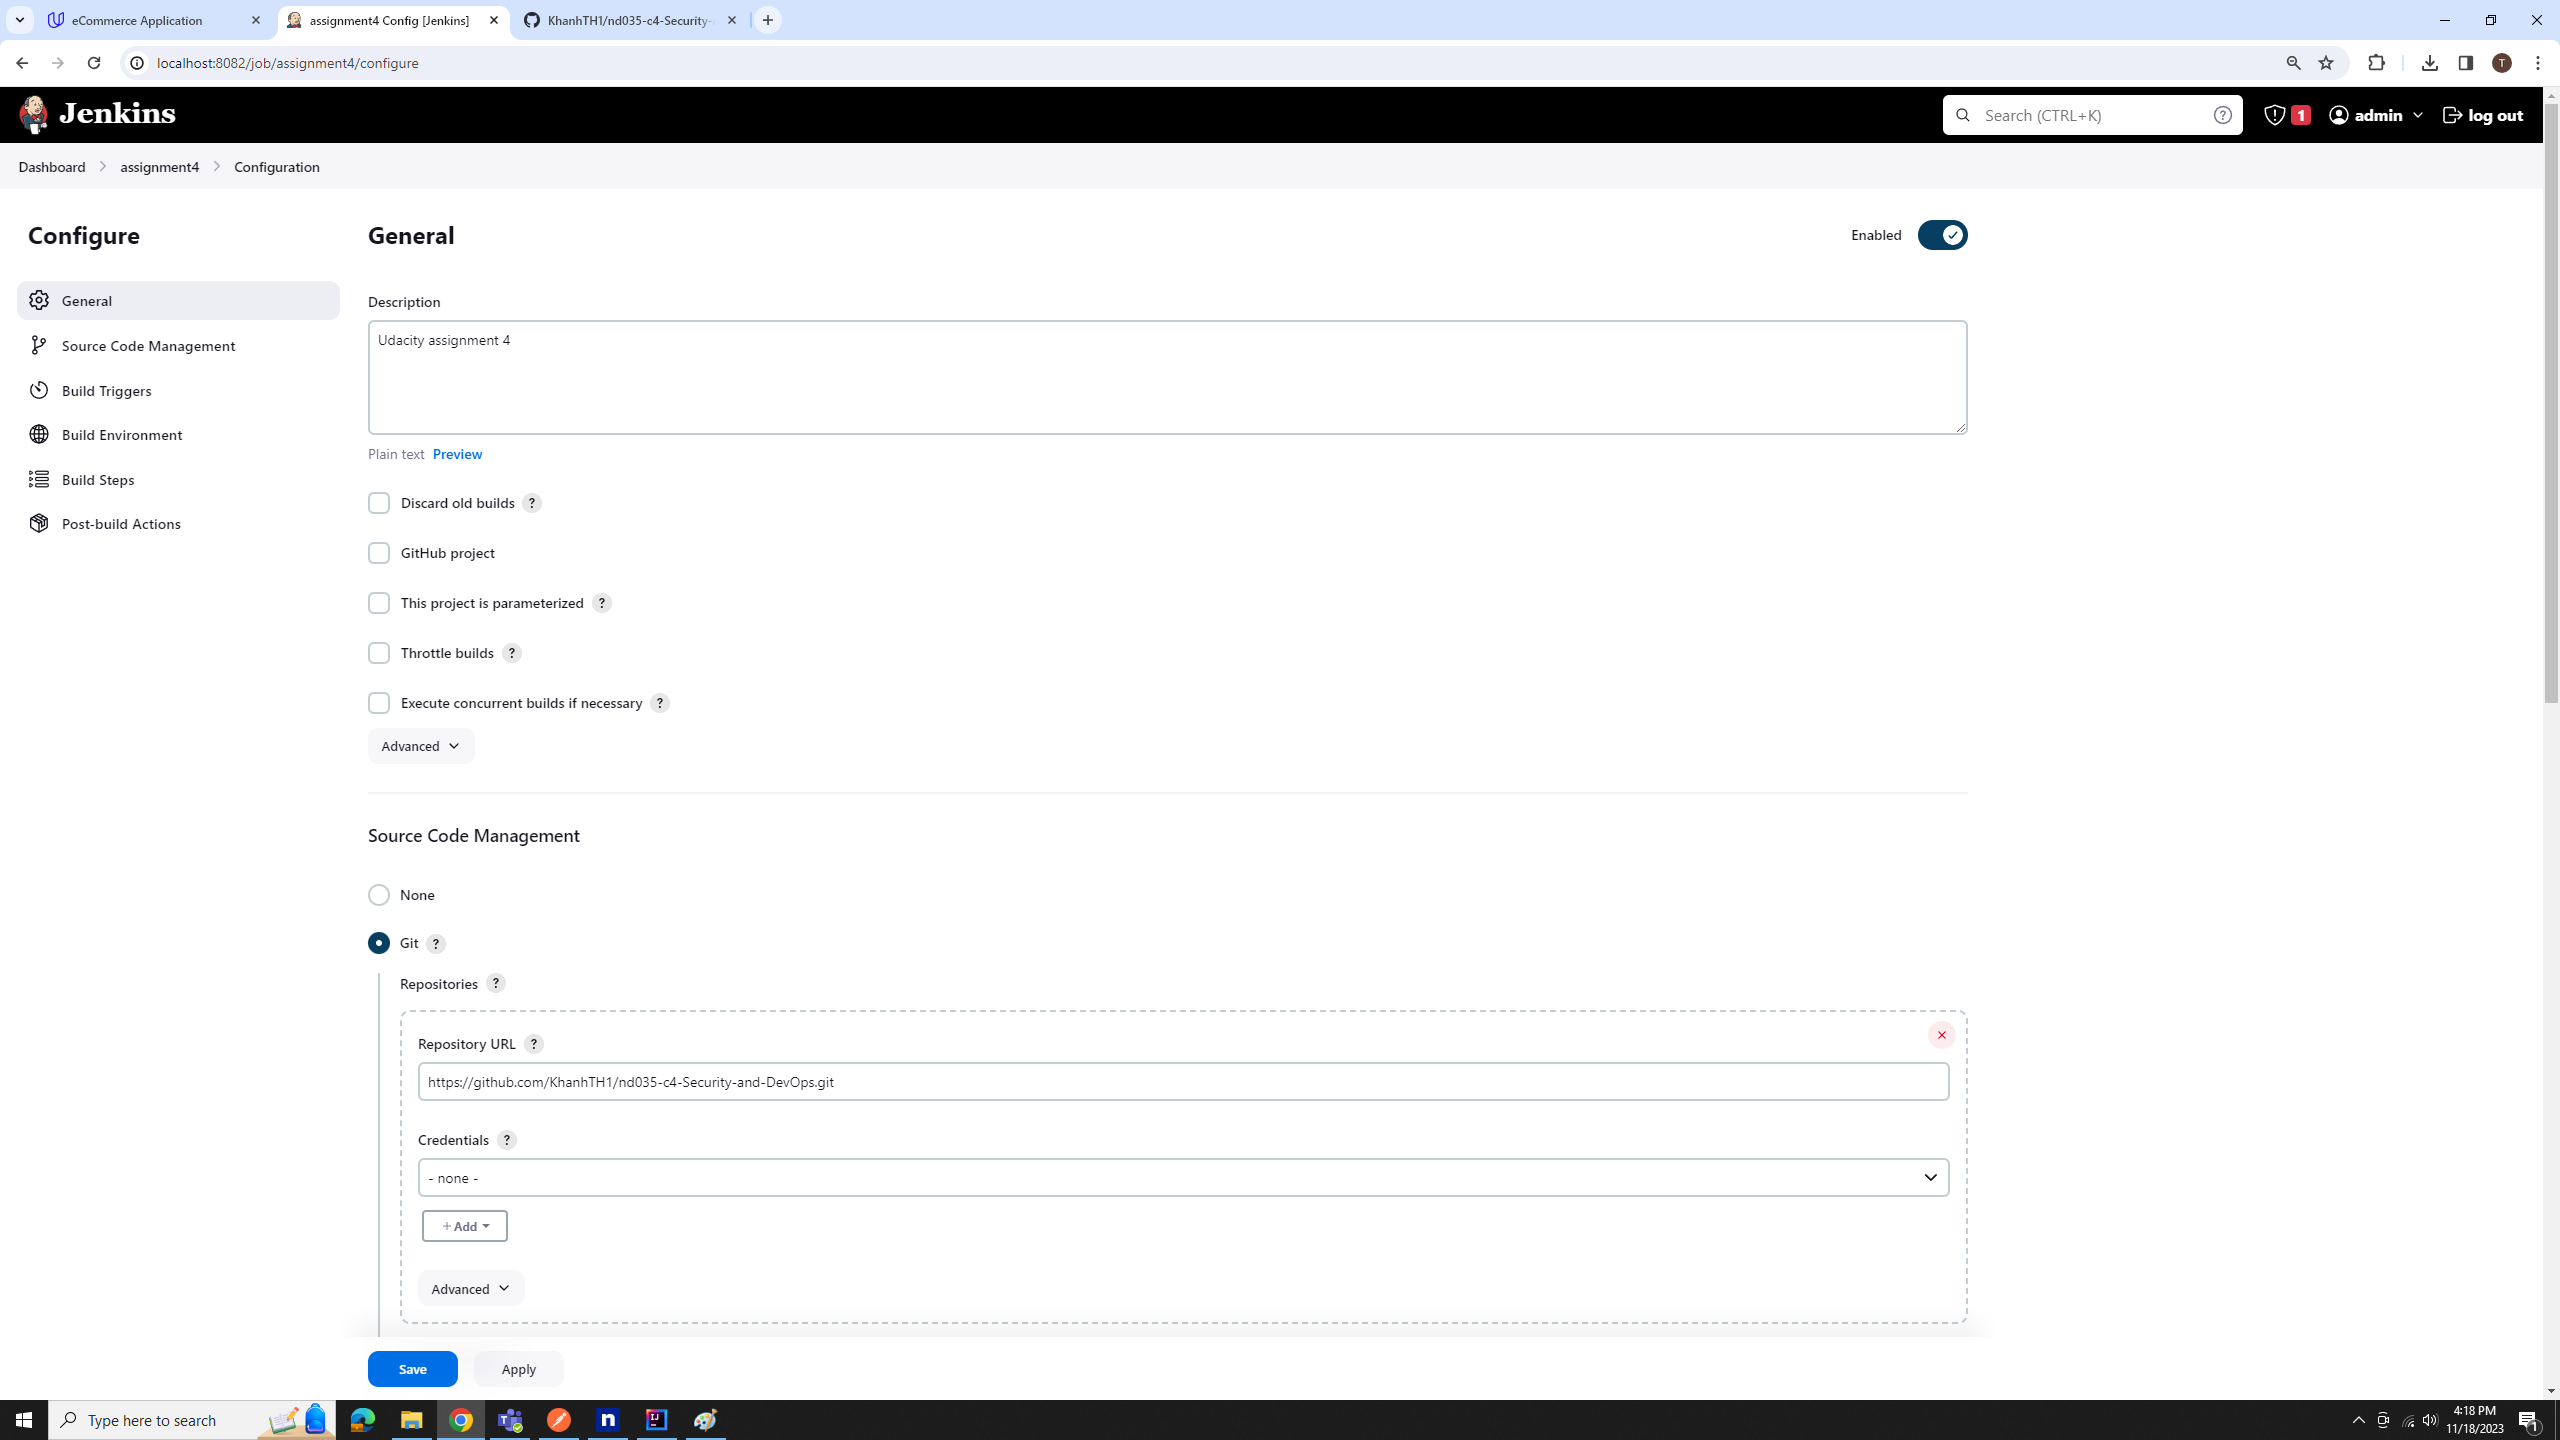 eCommerce Application
assignment4 Config [Jenkins]
KhanhTH1/nd035-c4-Security-
localhost:8082/job/assignment4/configure
T
Jenkins
Search (CTRL+K)
?
1
admin
log out
Dashboard
assignment4
Configuration
Configure
General
Source Code Management
Build Triggers
Build Environment
Build Steps
Post-build Actions
General
Enabled
Description
Udacity assignment 4
Plain text Preview
Discard old builds ?
GitHub project
This project is parameterized ?
Throttle builds ?
Execute concurrent builds if necessary ?
Advanced
Source Code Management
None
Git ?
Repositories ?
Repository URL ?
https://github.com/KhanhTH1/nd035-c4-Security-and-DevOps.git
Credentials ?
- none -
+ Add
Advanced
Save
Apply
Type here to search
n
IJ
4:18 PM
11/18/2023
1